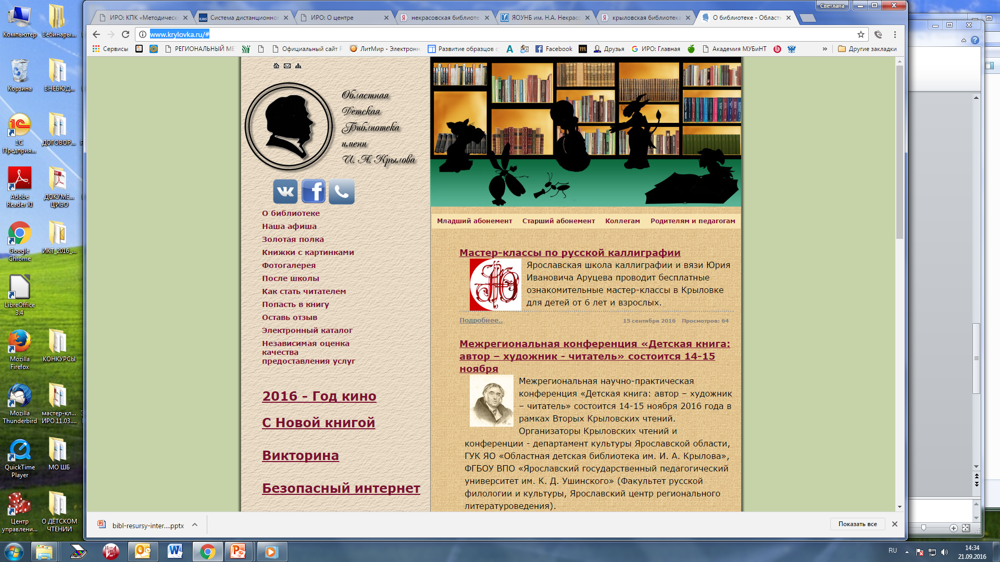 Светлана
ИРО: КПК «Методическ
Система дистанционног
ИРО: О центре
некрасовская библиоте
ЯОУНБ им. Н.А. Некрасо
крыловская библиотека
О библиотеке - Област
www.krylovka.ru/#
Сервисы
РЕГИОНАЛЬНЫЙ МЕ
Официальный сайт
ЛитМир - Электронн
Развитие образцов с
Facebook
Друзья
ИРО: Главная
Академия МУБиНТ
»
Другие закладки
Компьютер
Вебинары...
Корзина
ВНЕБЮД...
1С
Предприя...
ДОГОВОР...
Adobe
Reader XI
ДОКУМЕ...
ЦИБО
Google
Chrome
ИКТ_2016_...
LibreOffice
3.4
Mozilla
Firefox
КОНКУРСЫ
Mozilla
Thunderbird
мастер-кл...
ИРО 11.03....
QuickTime
Player
МО ШБ
Центр
управлени...
О ДЕТСКОМ
ЧТЕНИИ
Областная
Детская
Библиотека
имени
И. А. Крылова
О библиотеке
Наша афиша
Золотая полка
Книжки с картинками
Фотогалерея
После школы
Как стать читателем
Попасть в книгу
Оставь отзыв
Электронный каталог
Независимая оценка
качества
предоставления услуг
2016 - Год кино
С Новой книгой
Викторина
Безопасный интернет
Младший абонемент
Старший абонемент
Коллегам
Родителям и педагогам
Мастер-классы по русской каллиграфии
Ярославская школа каллиграфии и вязи Юрия
Ивановича Аруцева проводит бесплатные
ознакомительные мастер-классы в Крыловке
для детей от 6 лет и взрослых.
Подробнее..
15 сентября 2016 Просмотров: 64
Межрегиональная конференция «Детская книга:
автор – художник - читатель» состоится 14-15
ноября
Межрегиональная научно-практическая
конференция «Детская книга: автор – художник
– читатель» состоится 14-15 ноября 2016 года в
рамках Вторых Крыловских чтений.
Организаторы Крыловских чтений и
конференции - департамент культуры Ярославской области,
ГУК ЯО «Областная детская библиотека им. И. А. Крылова»,
ФГБОУ ВПО «Ярославский государственный педагогический
университет им. К. Д. Ушинского» (Факультет русской
филологии и культуры, Ярославский центр регионального
литературоведения).
bibl-resursy-inter....pptx
Показать все
RU
14:34
21.09.2016